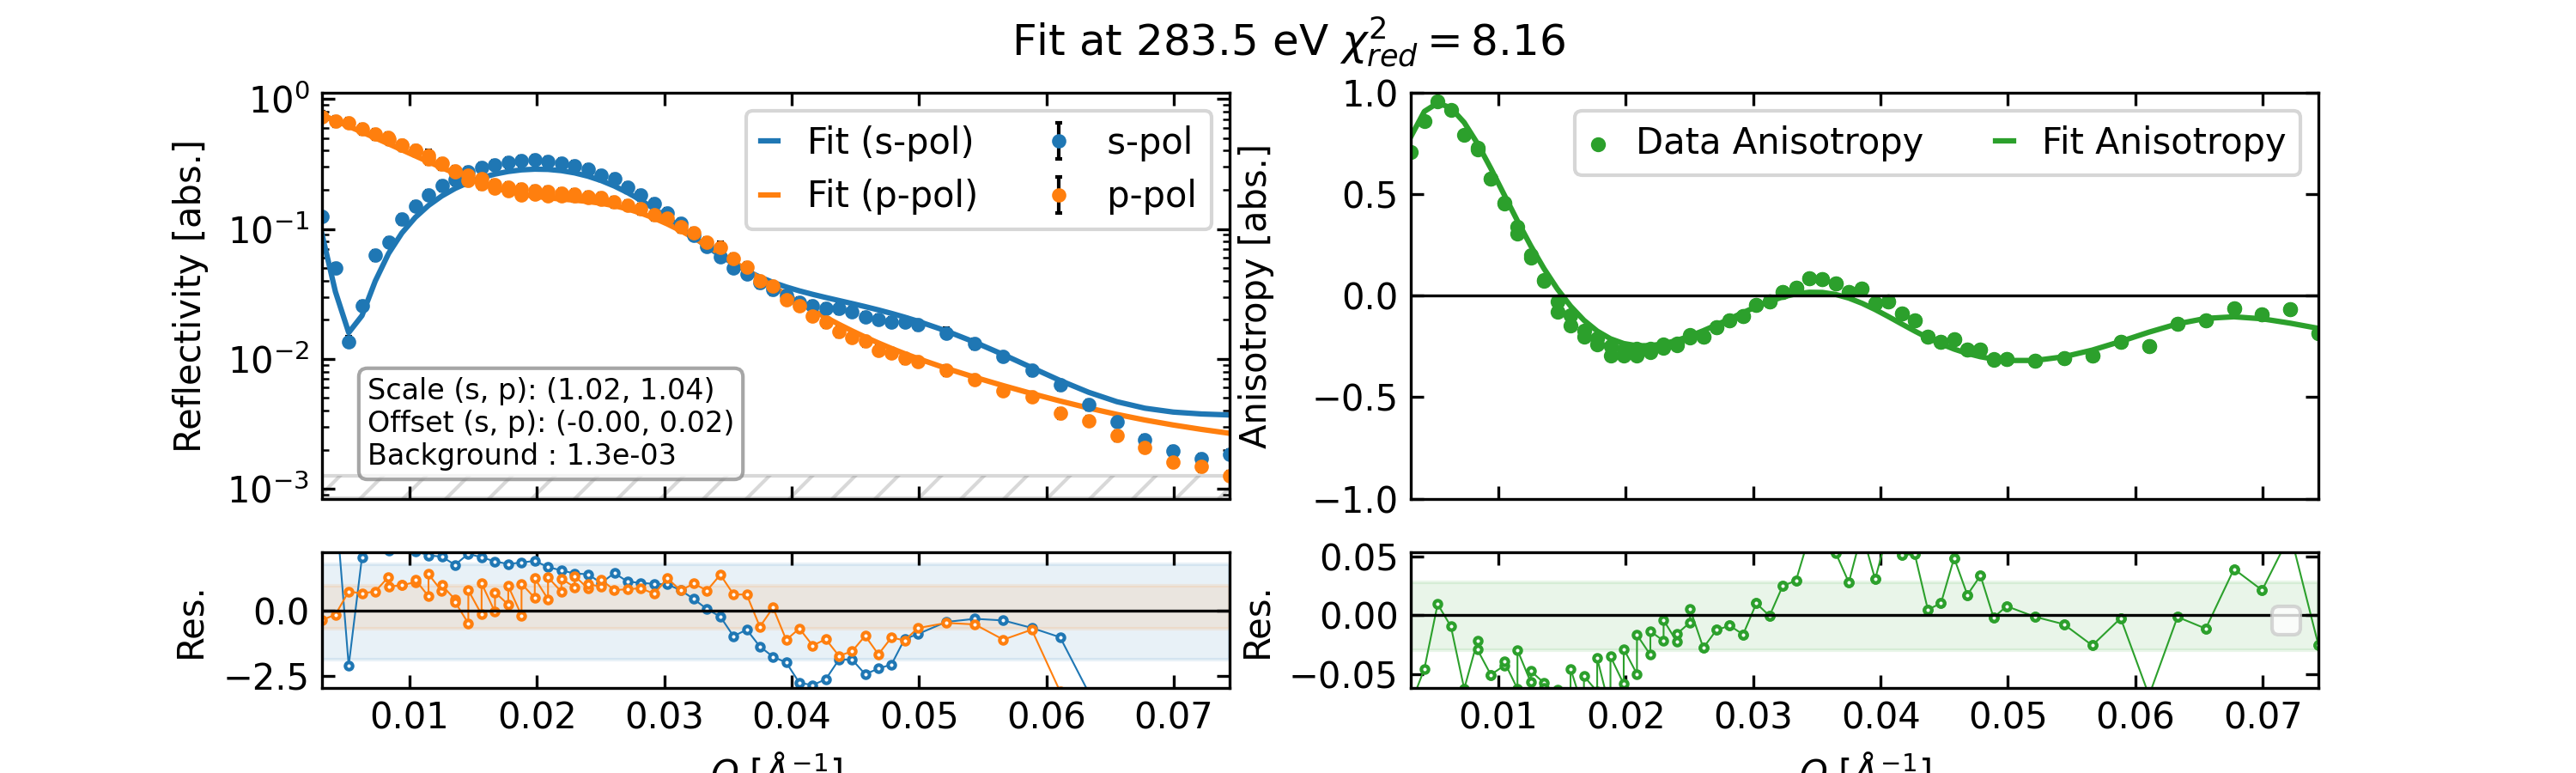 Fit at 283.5 eV χ²red = 8.16
Reflectivity [abs.]
10⁰
10⁻¹
10⁻²
10⁻³
Fit (s-pol)
Fit (p-pol)
s-pol
p-pol
Scale (s, p): (1.02, 1.04)
Offset (s, p): (-0.00, 0.02)
Background : 1.3e-03
Anisotropy [abs.]
1.0
0.5
0.0
−0.5
−1.0
Data Anisotropy
Fit Anisotropy
Res.
0.0
−2.5
0.01 0.02 0.03 0.04 0.05 0.06 0.07
Q [Å⁻¹]
Res.
0.05
0.00
−0.05
0.01 0.02 0.03 0.04 0.05 0.06 0.07
Q [Å⁻¹]